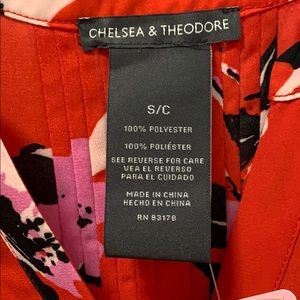 CHELSEA & THEODORE
S/C
100% POLYESTER
100% POLIÉSTER
SEE REVERSE FOR CARE
VEA EL REVERSO
PARA EL CUIDADO
MADE IN CHINA
HECHO EN CHINA
RN 93176